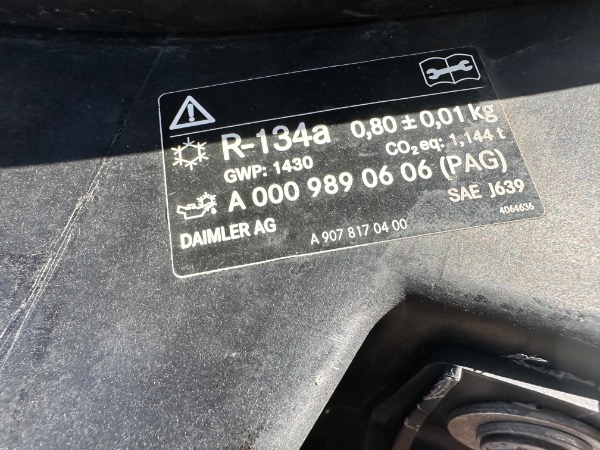 R-134a 0,80 ± 0,01 kg
GWP: 1430 CO₂ eq: 1,144 t
A 000 989 06 06 (PAG)
SAE J639
DAIMLER AG A 907 817 04 00 4064636